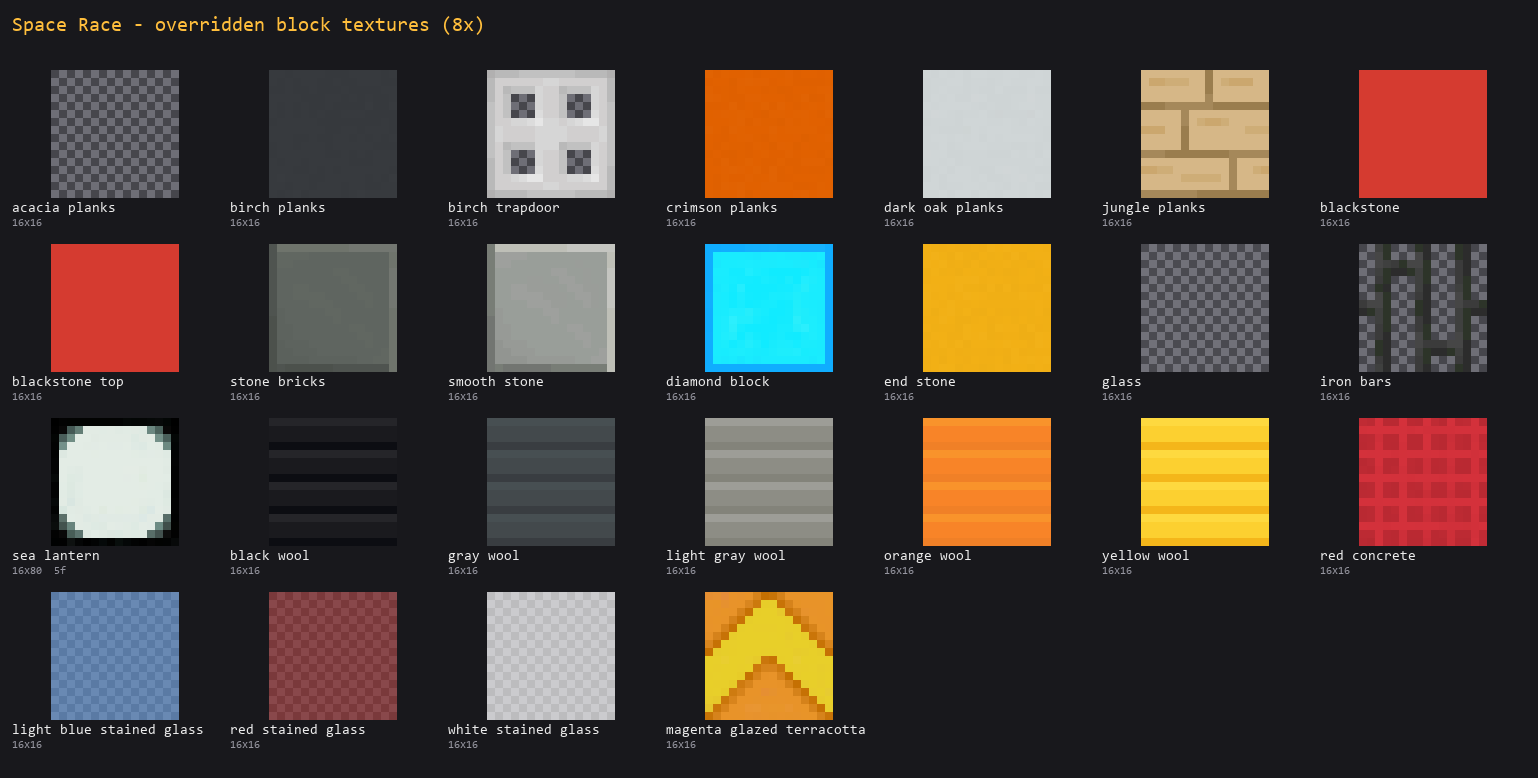 Space Race - overridden block textures (8x)
acacia planks
16x16
birch planks
16x16
birch trapdoor
16x16
crimson planks
16x16
dark oak planks
16x16
jungle planks
16x16
blackstone
16x16
blackstone top
16x16
stone bricks
16x16
smooth stone
16x16
diamond block
16x16
end stone
16x16
glass
16x16
iron bars
16x16
sea lantern
16x80 5f
black wool
16x16
gray wool
16x16
light gray wool
16x16
orange wool
16x16
yellow wool
16x16
red concrete
16x16
light blue stained glass
16x16
red stained glass
16x16
white stained glass
16x16
magenta glazed terracotta
16x16